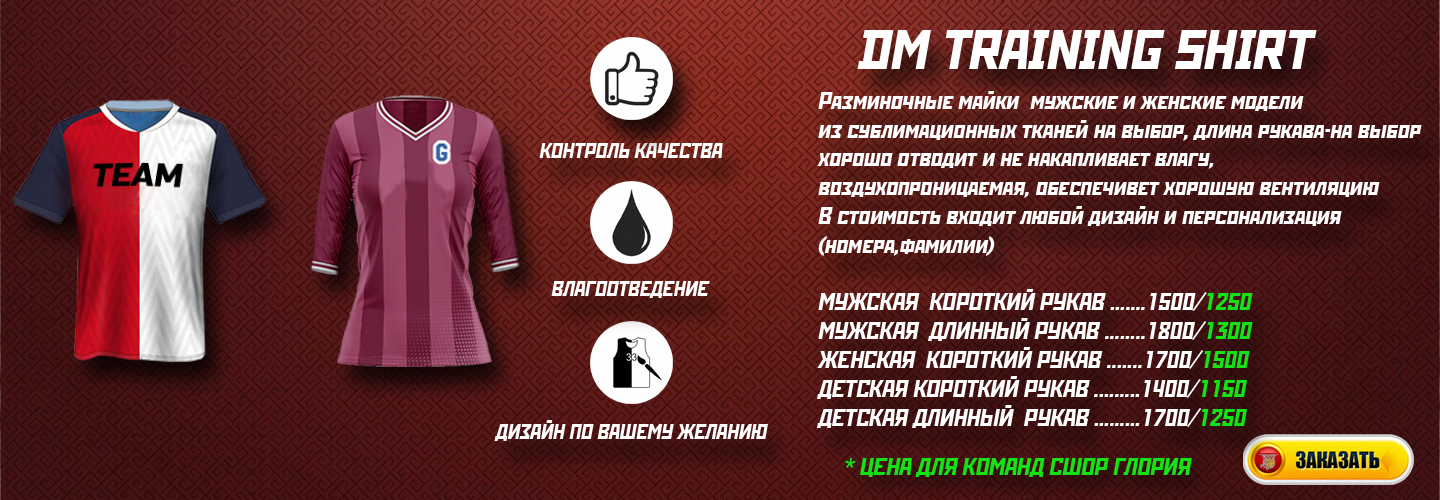 DM TRAINING SHIRT
Разминочные майки мужские и женские модели
из сублимационных тканей на выбор, длина рукава-на выбор
хорошо отводит и не накапливает влагу,
воздухопроницаемая, обеспечивет хорошую вентиляцию
В стоимость входит любой дизайн и персонализация
(номера,фамилии)
TEAM
G
КОНТРОЛЬ КАЧЕСТВА
ВЛАГООТВЕДЕНИЕ
33
ДИЗАЙН ПО ВАШЕМУ ЖЕЛАНИЮ
МУЖСКАЯ КОРОТКИЙ РУКАВ .......1500/1250
МУЖСКАЯ ДЛИННЫЙ РУКАВ .......1800/1300
ЖЕНСКАЯ КОРОТКИЙ РУКАВ .......1700/1500
ДЕТСКАЯ КОРОТКИЙ РУКАВ .........1400/1150
ДЕТСКАЯ ДЛИННЫЙ РУКАВ .........1700/1250
* ЦЕНА ДЛЯ КОМАНД СШОР ГЛОРИЯ
ЗАКАЗАТЬ